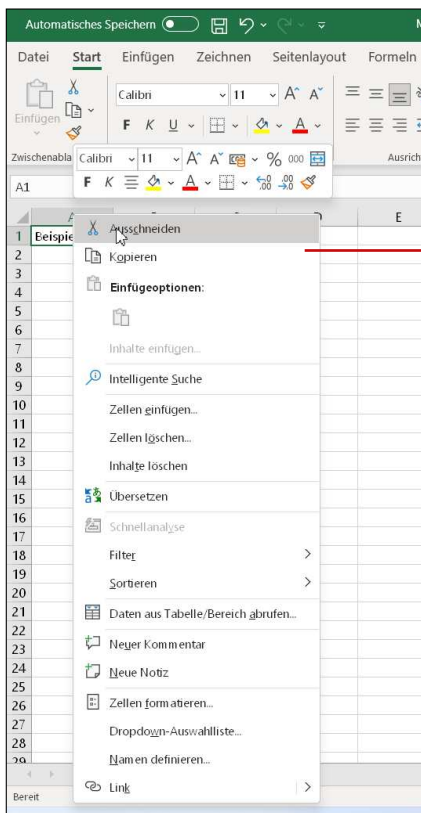 Automatisches Speichern
Datei Start Einfügen Zeichnen Seitenlayout Formeln
Einfügen
Calibri 11 A A
F K U A
Zwischenabla
Calibri 11 A A % 000
Ausrich
F K A
A1
E
1 Beispie
2
3
4
5
6
7
8
9
10
11
12
13
14
15
16
17
18
19
20
21
22
23
24
25
26
27
28
29
Ausschneiden
Kopieren
Einfügeoptionen:
Inhalte einfügen...
Intelligente Suche
Zellen einfügen...
Zellen löschen...
Inhalte löschen
Übersetzen
Schnellanalyse
Filter
Sortieren
Daten aus Tabelle/Bereich abrufen...
Neuer Kommentar
Neue Notiz
Zellen formatieren...
Dropdown-Auswahlliste...
Namen definieren...
Link
Bereit